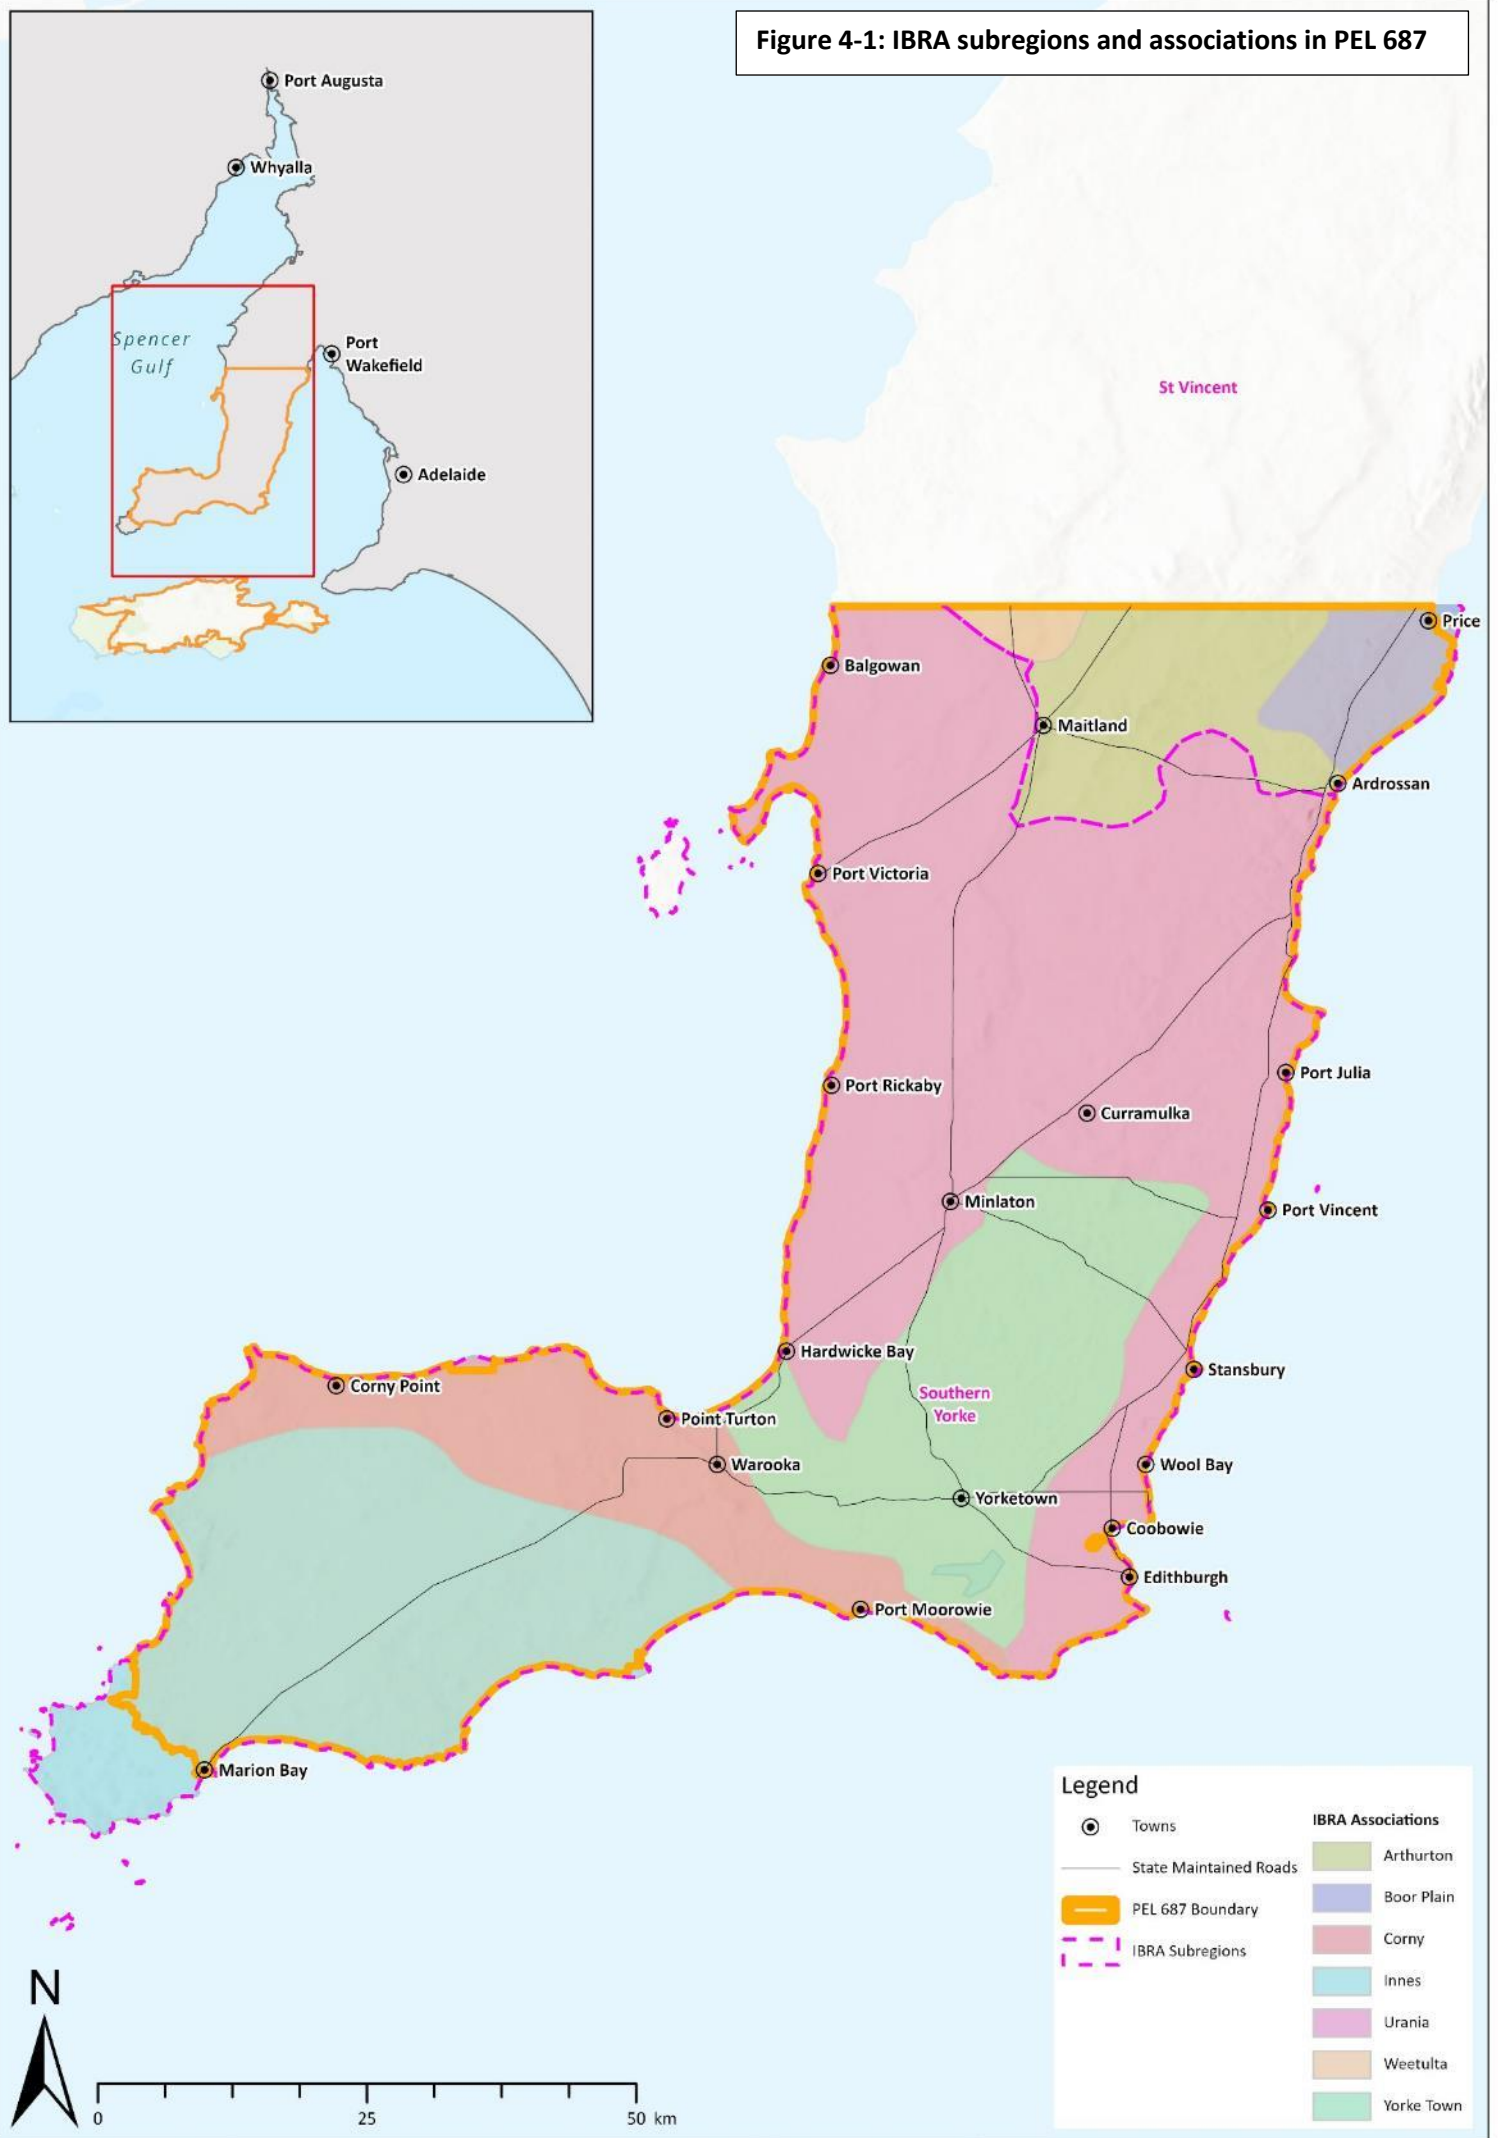 Figure 4-1: IBRA subregions and associations in PEL 687
Port Augusta
Whyalla
Spencer
Gulf
Port
Wakefield
Adelaide
St Vincent
Price
Balgowan
Maitland
Ardrossan
Port Victoria
Port Julia
Port Rickaby
Curramulka
Minlaton
Port Vincent
Hardwicke Bay
Stansbury
Corny Point
Southern
Yorke
Point Turton
Warooka
Wool Bay
Yorketown
Coobowie
Edithburgh
Port Moorowie
Marion Bay
Legend
Towns
State Maintained Roads
PEL 687 Boundary
IBRA Subregions
IBRA Associations
Arthurton
Boor Plain
Corny
Innes
Urania
Weetulta
Yorke Town
N
0 25 50 km